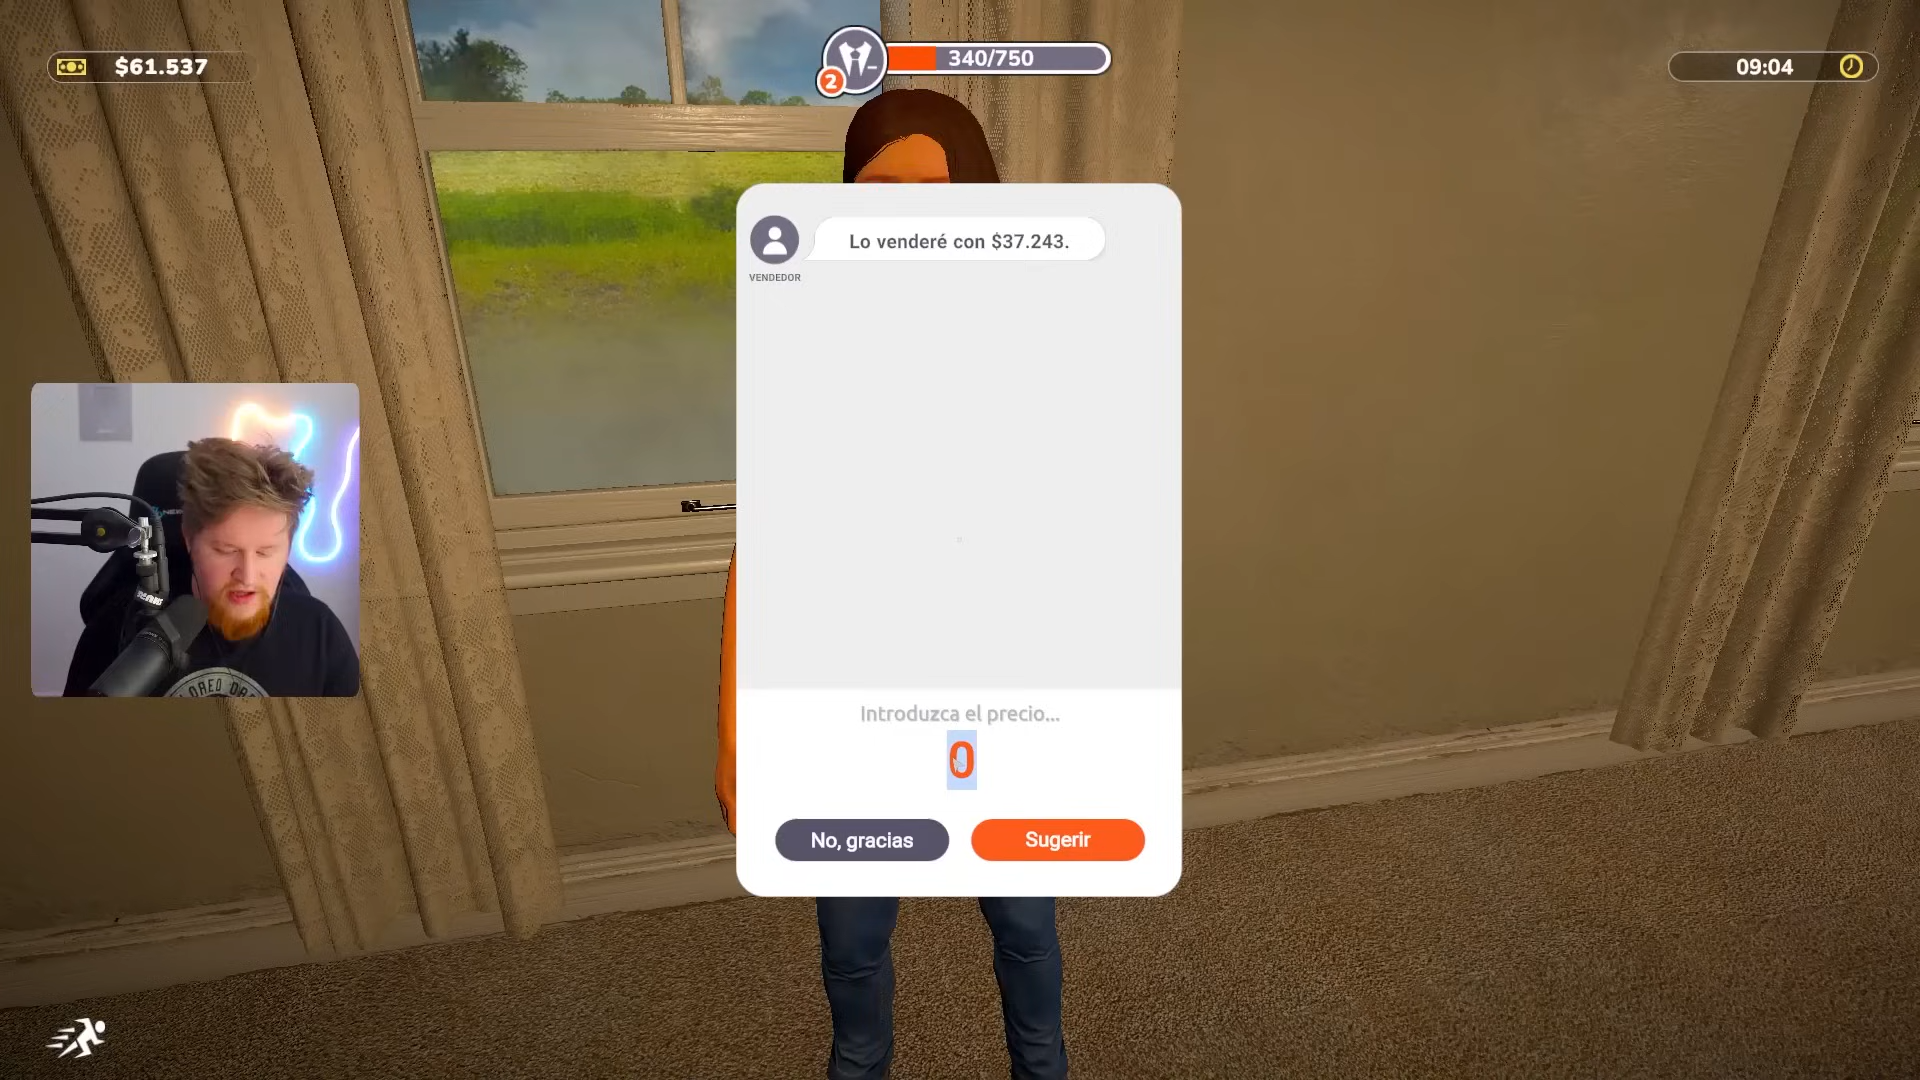 $61.537
340/750
2
09:04
Lo venderé con $37.243.
VENDEDOR
Introduzca el precio...
0
No, gracias
Sugerir